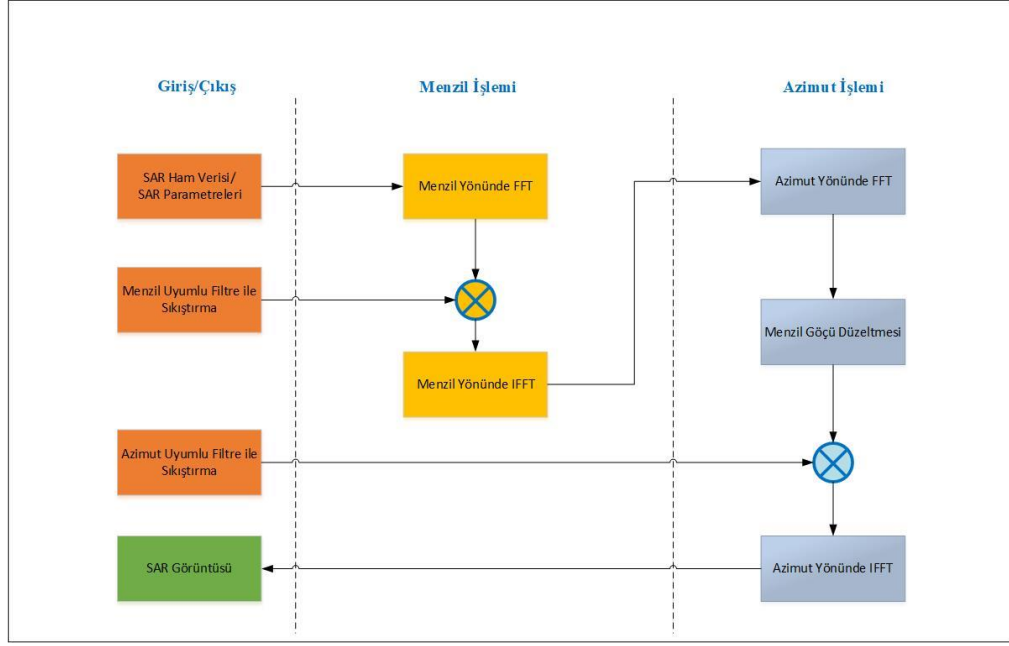 Giriş/Çıkış
Menzil İşlemi
Azimut İşlemi
SAR Ham Verisi/
SAR Parametreleri
Menzil Yönünde FFT
Azimut Yönünde FFT
Menzil Uyumlu Filtre ile
Sıkıştırma
Menzil Göçü Düzeltmesi
Menzil Yönünde IFFT
Azimut Uyumlu Filtre ile
Sıkıştırma
SAR Görüntüsü
Azimut Yönünde IFFT